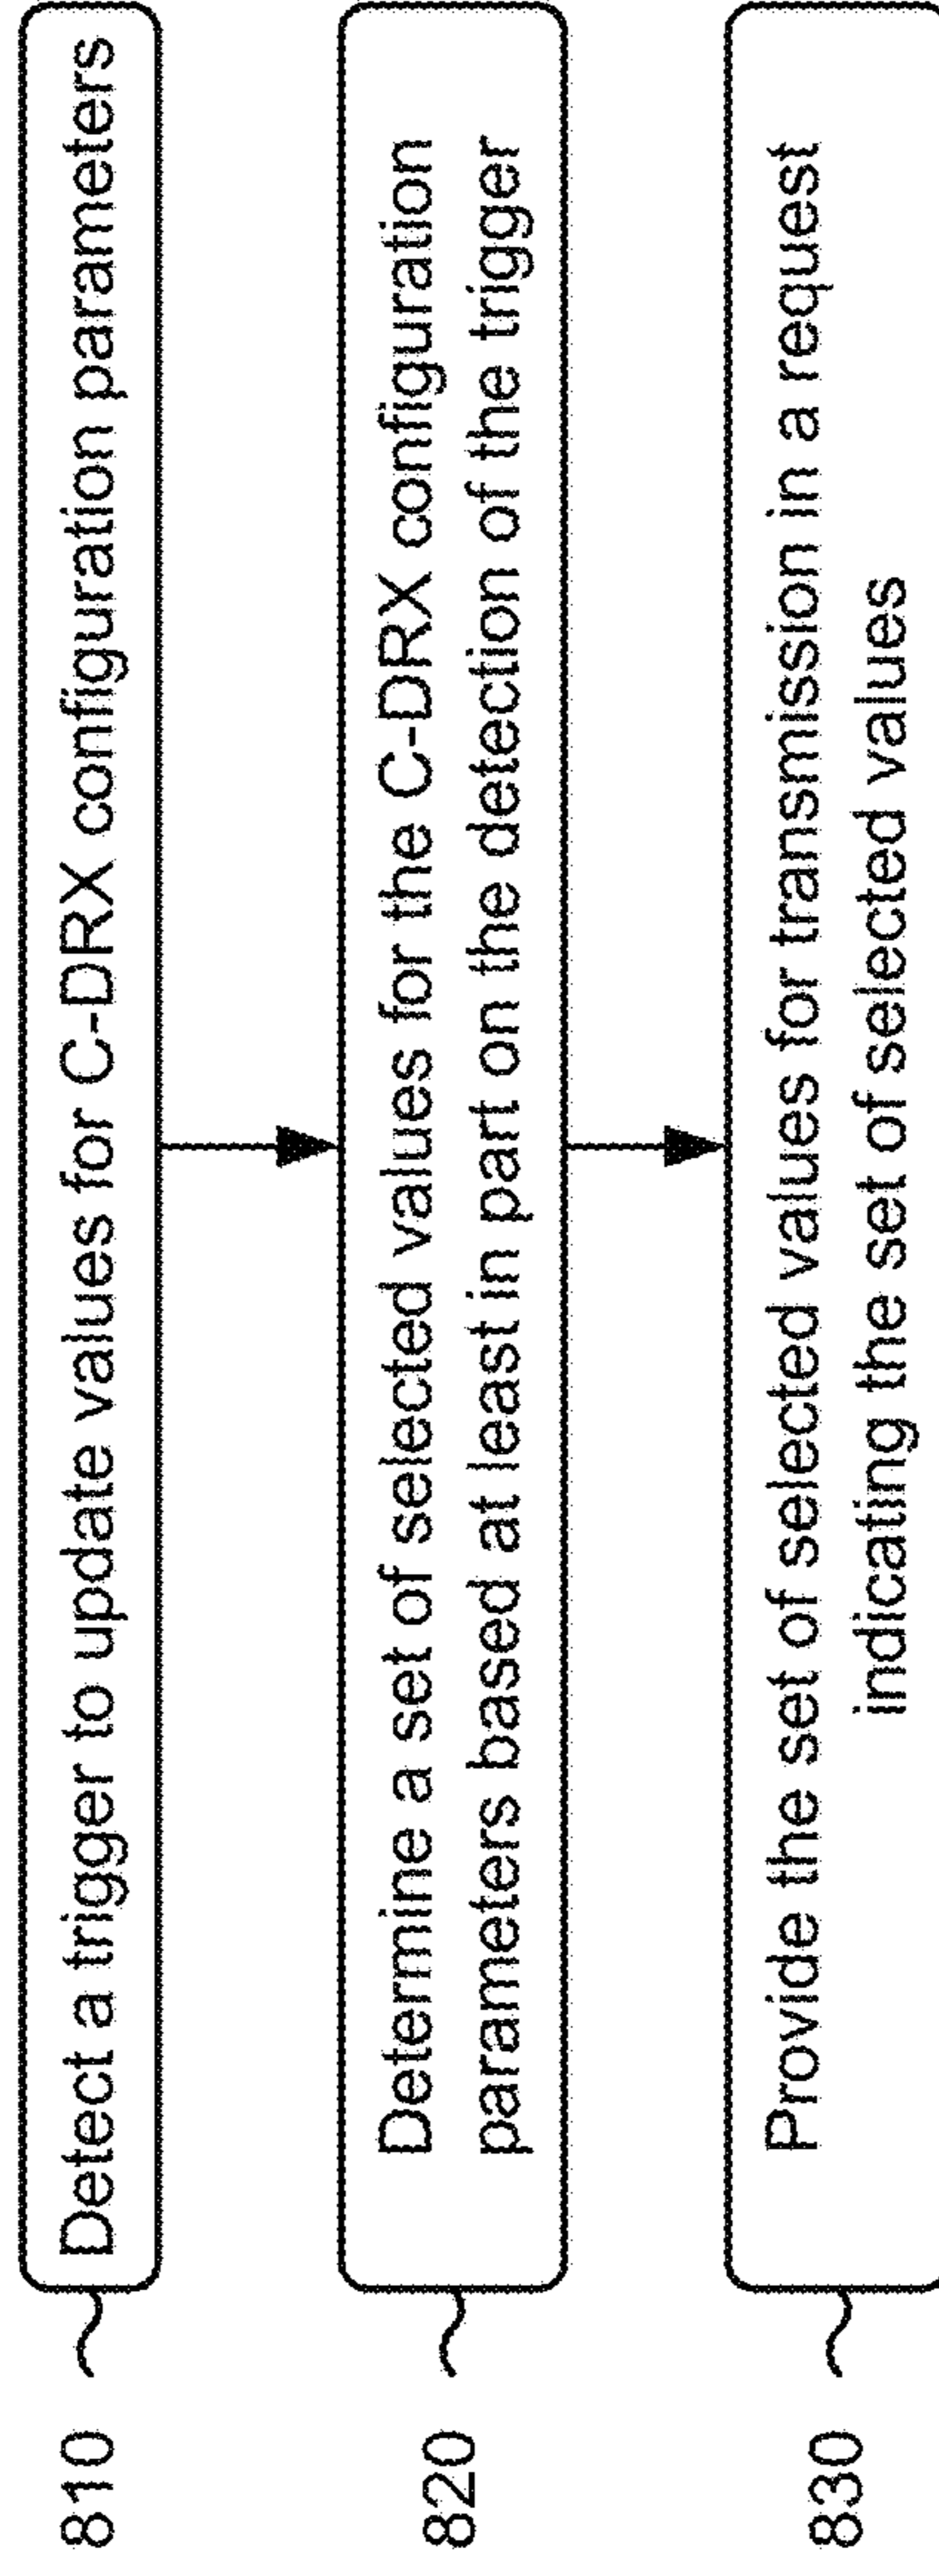 810
Detect a trigger to update values for C-DRX configuration parameters
820
Determine a set of selected values for the C-DRX configuration
parameters based at least in part on the detection of the trigger
830
Provide the set of selected values for transmission in a request
indicating the set of selected values